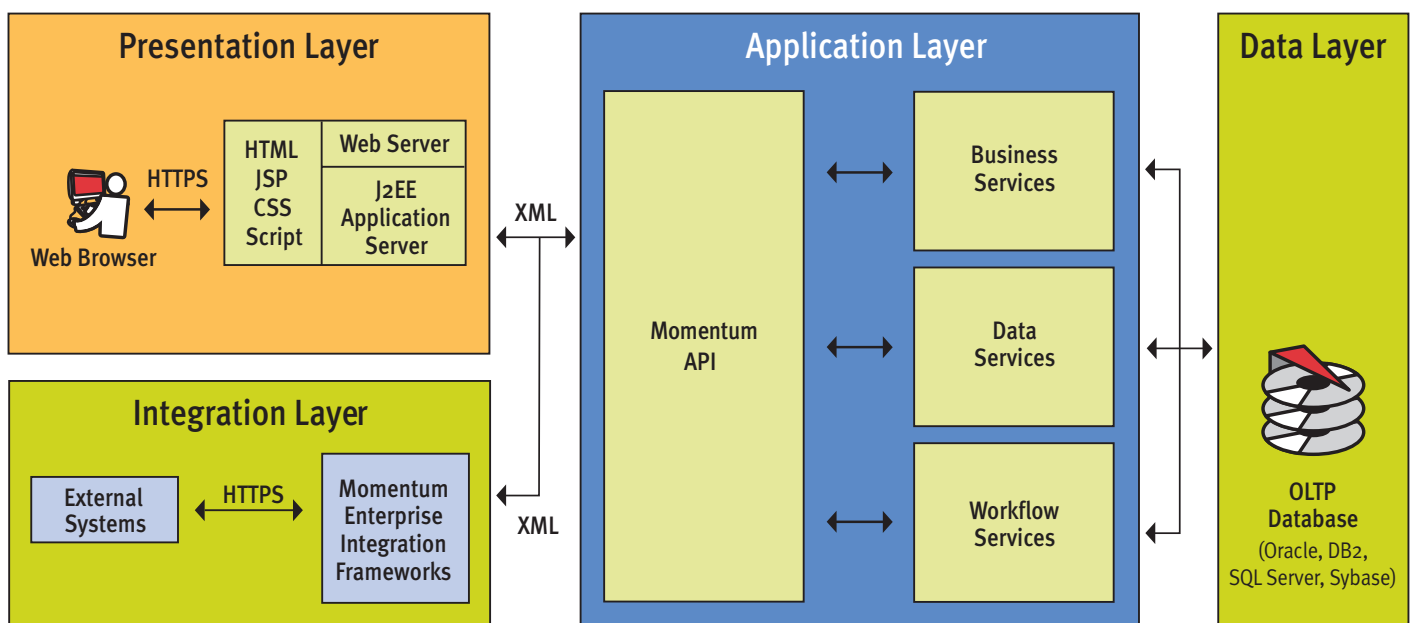 Presentation Layer
HTTPS
Web Browser
HTML
JSP
CSS
Script
Web Server
J2EE
Application
Server
XML
Integration Layer
External
Systems
HTTPS
Momentum
Enterprise
Integration
Frameworks
XML
Application Layer
Momentum
API
Business
Services
Data
Services
Workflow
Services
Data Layer
OLTP
Database
(Oracle, DB2,
SQL Server, Sybase)